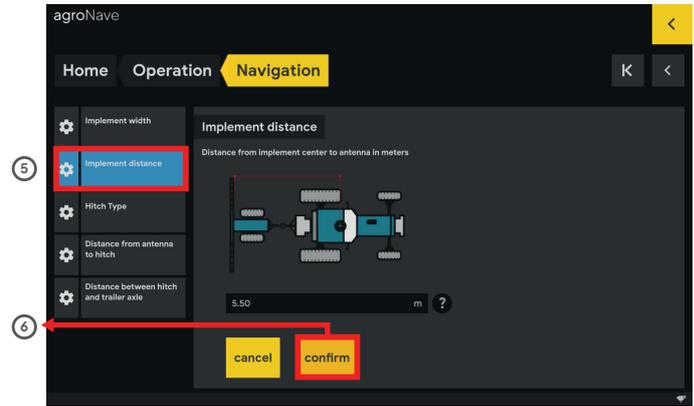 agroNave
Home Operation Navigation
Implement width
5
Implement distance
Hitch Type
Distance from antenna
to hitch
Distance between hitch
and trailer axle
6
Implement distance
Distance from implement center to antenna in meters
5.50 m ?
cancel confirm